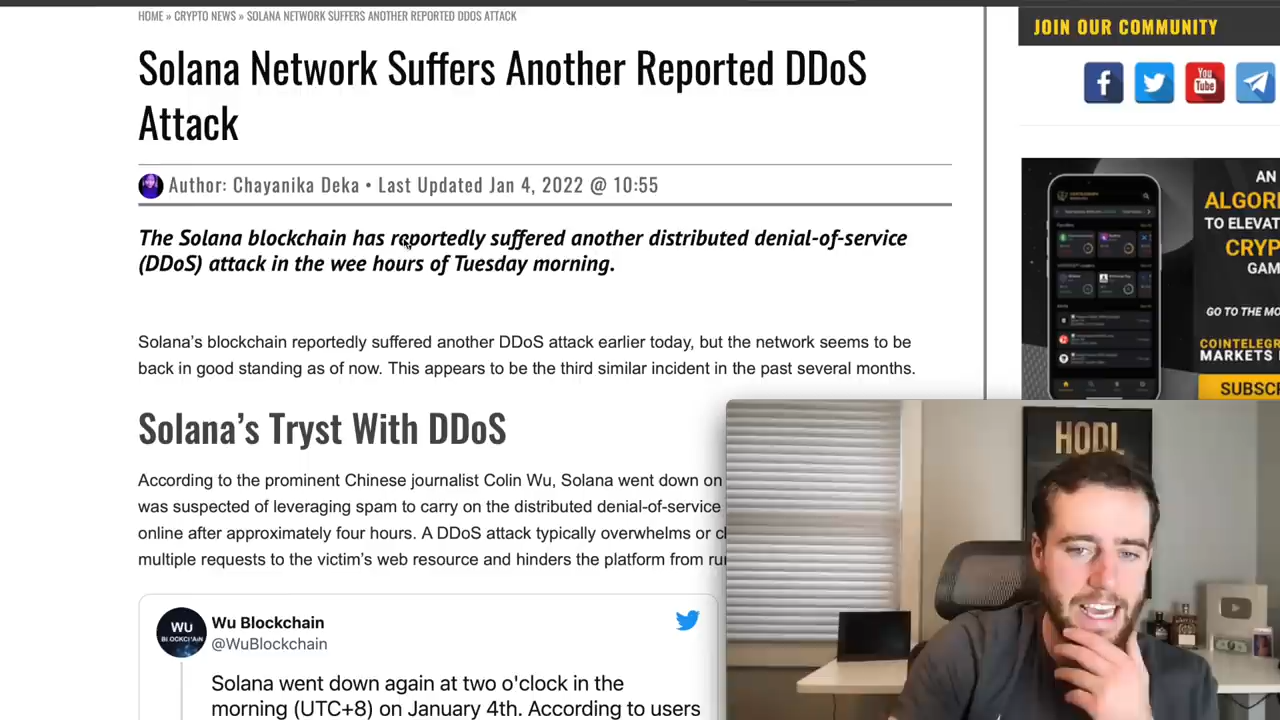 HOME » CRYPTO NEWS » SOLANA NETWORK SUFFERS ANOTHER REPORTED DDOS ATTACK
Solana Network Suffers Another Reported DDoS
Attack
Author: Chayanika Deka • Last Updated Jan 4, 2022 @ 10:55
The Solana blockchain has reportedly suffered another distributed denial-of-service
(DDoS) attack in the wee hours of Tuesday morning.
Solana's blockchain reportedly suffered another DDoS attack earlier today, but the network seems to be
back in good standing as of now. This appears to be the third similar incident in the past several months.
Solana's Tryst With DDoS
According to the prominent Chinese journalist Colin Wu, Solana went down on
was suspected of leveraging spam to carry on the distributed denial-of-service
online after approximately four hours. A DDoS attack typically overwhelms or
multiple requests to the victim's web resource and hinders the platform from
WU
Wu Blockchain
@WuBlockchain
Solana went down again at two o'clock in the
morning (UTC+8) on January 4th. According to users
JOIN OUR COMMUNITY
You
Tube
AN
ALGOR
TO ELEVAT
CRYP
GAM
GO TO THE MO
COINTELEGR
MARKETS
SUBSC
HODL